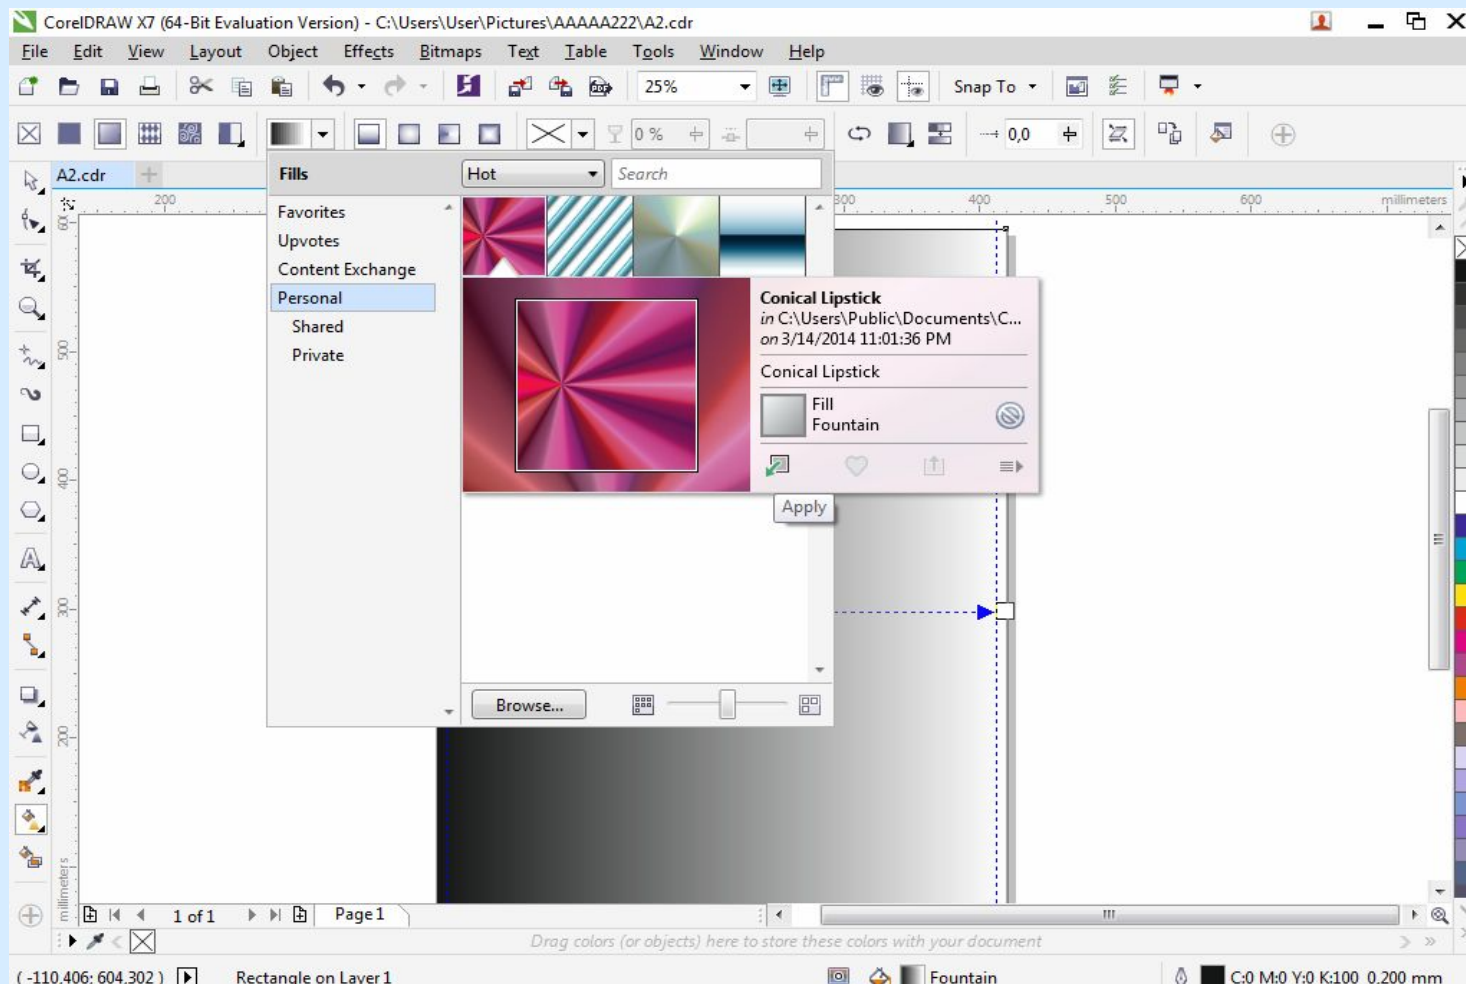 CorelDRAW X7 (64-Bit Evaluation Version) - C:\Users\User\Pictures\AAAAA222\A2.cdr
File Edit View Layout Object Effects Bitmaps Text Table Tools Window Help
25% Snap To
0 % 0,0
A2.cdr
Fills Hot Search
200 300 400 500 600 millimeters
Favorites
Upvotes
Content Exchange
Personal
Shared
Private
Conical Lipstick
in C:\Users\Public\Documents\C...
on 3/14/2014 11:01:36 PM
Conical Lipstick
Fill
Fountain
Apply
Browse...
500
400
300
200
millimeters
1 of 1 Page 1
Drag colors (or objects) here to store these colors with your document
( -110,406; 604,302 ) Rectangle on Layer 1 Fountain C:0 M:0 Y:0 K:100 0,200 mm